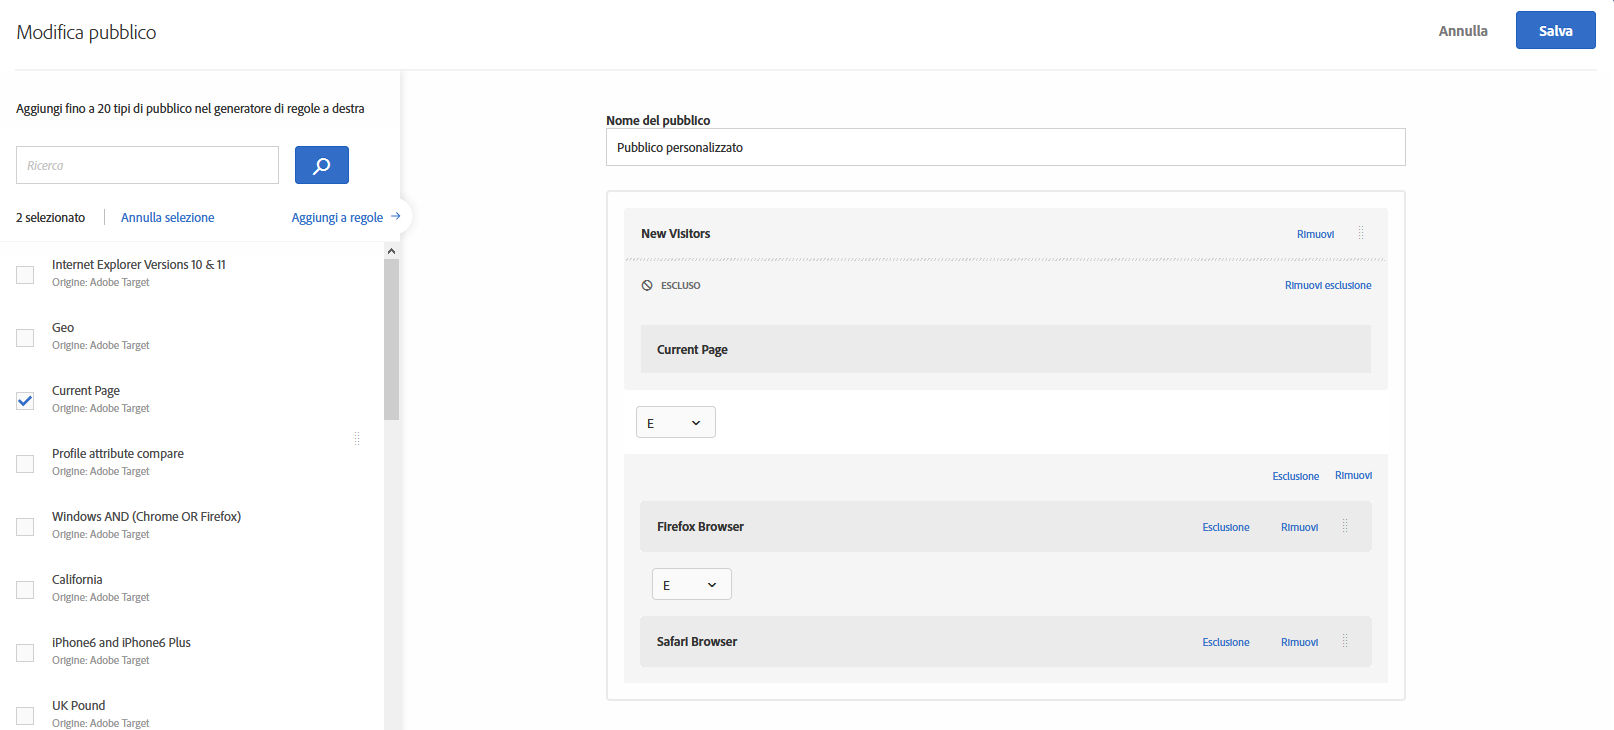 Modifica pubblico
Annulla
Salva
Aggiungi fino a 20 tipi di pubblico nel generatore di regole a destra
Ricerca
2 selezionato
Annulla selezione
Aggiungi a regole
Internet Explorer Versions 10 & 11
Origine: Adobe Target
Geo
Origine: Adobe Target
Current Page
Origine: Adobe Target
Profile attribute compare
Origine: Adobe Target
Windows AND (Chrome OR Firefox)
Origine: Adobe Target
California
Origine: Adobe Target
iPhone6 and iPhone6 Plus
Origine: Adobe Target
UK Pound
Origine: Adobe Target
Nome del pubblico
Pubblico personalizzato
New Visitors
Rimuovi
ESCLUSO
Rimuovi esclusione
Current Page
E
Esclusione
Rimuovi
Firefox Browser
Esclusione
Rimuovi
E
Safari Browser
Esclusione
Rimuovi